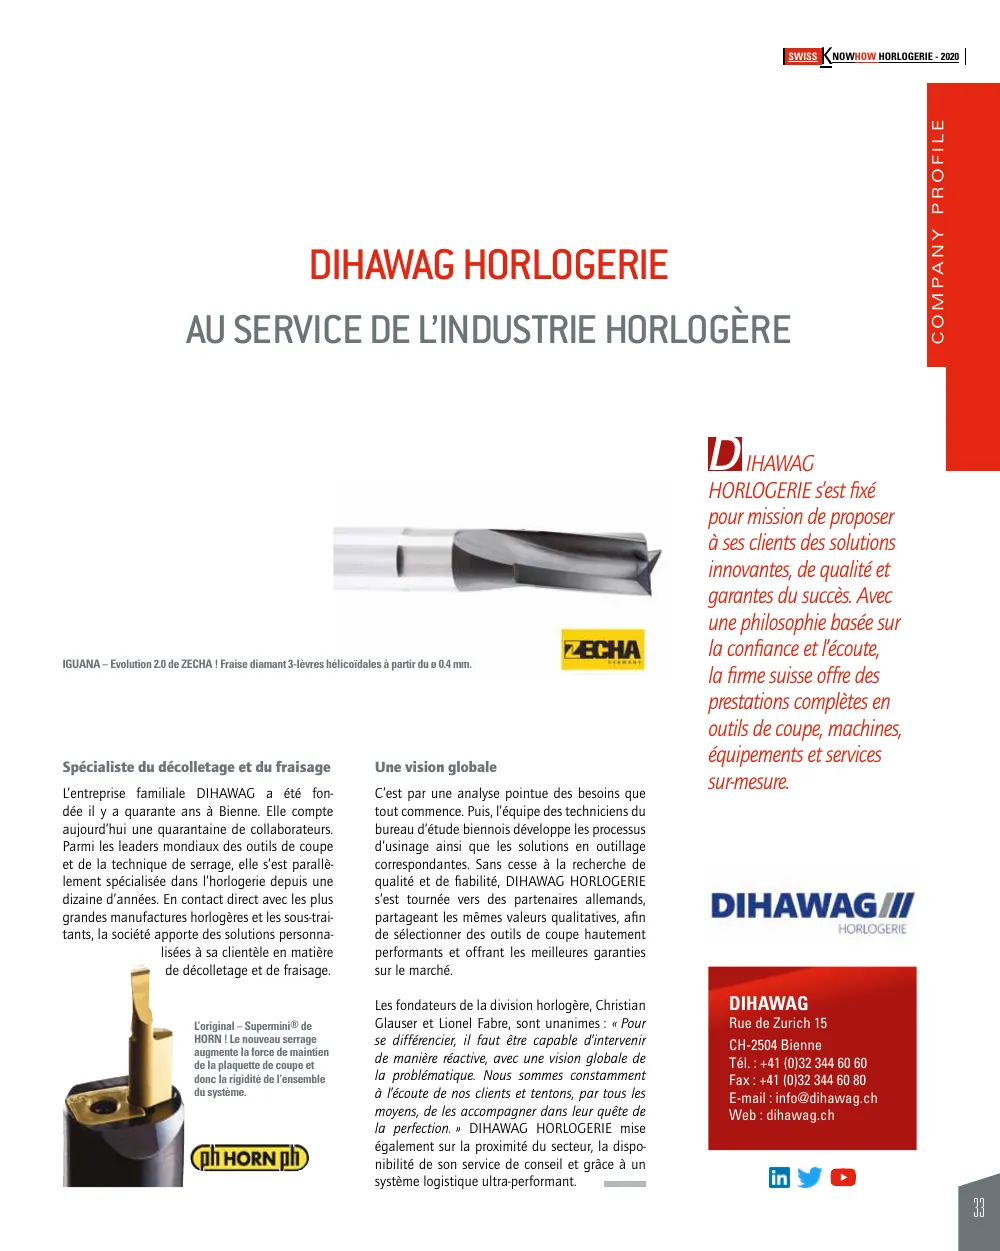 SWISS KNOWHOW HORLOGERIE - 2020
COMPANY PROFILE
DIHAWAG HORLOGERIE
AU SERVICE DE L’INDUSTRIE HORLOGÈRE
DIHAWAG
HORLOGERIE s’est fixé
pour mission de proposer
à ses clients des solutions
innovantes, de qualité et
garantes du succès. Avec
une philosophie basée sur
la confiance et l’écoute,
la firme suisse offre des
prestations complètes en
outils de coupe, machines,
équipements et services
sur-mesure.
ZECHA
GERMANY
IGUANA – Evolution 2.0 de ZECHA ! Fraise diamant 3-lèvres hélicoïdales à partir du ø 0.4 mm.
Spécialiste du décolletage et du fraisage
L’entreprise familiale DIHAWAG a été fon-
dée il y a quarante ans à Bienne. Elle compte
aujourd’hui une quarantaine de collaborateurs.
Parmi les leaders mondiaux des outils de coupe
et de la technique de serrage, elle s’est parallè-
lement spécialisée dans l’horlogerie depuis une
dizaine d’années. En contact direct avec les plus
grandes manufactures horlogères et les sous-trai-
tants, la société apporte des solutions personna-
lisées à sa clientèle en matière
de décolletage et de fraisage.
L’original – Supermini® de
HORN ! Le nouveau serrage
augmente la force de maintien
de la plaquette de coupe et
donc la rigidité de l’ensemble
du système.
ph HORN ph
Une vision globale
C’est par une analyse pointue des besoins que
tout commence. Puis, l’équipe des techniciens du
bureau d’étude biennois développe les processus
d’usinage ainsi que les solutions en outillage
correspondantes. Sans cesse à la recherche de
qualité et de fiabilité, DIHAWAG HORLOGERIE
s’est tournée vers des partenaires allemands,
partageant les mêmes valeurs qualitatives, afin
de sélectionner des outils de coupe hautement
performants et offrant les meilleures garanties
sur le marché.
Les fondateurs de la division horlogère, Christian
Glauser et Lionel Fabre, sont unanimes : « Pour
se différencier, il faut être capable d’intervenir
de manière réactive, avec une vision globale de
la problématique. Nous sommes constamment
à l’écoute de nos clients et tentons, par tous les
moyens, de les accompagner dans leur quête de
la perfection. » DIHAWAG HORLOGERIE mise
également sur la proximité du secteur, la dispo-
nibilité de son service de conseil et grâce à un
système logistique ultra-performant.
DIHAWAG
HORLOGERIE
DIHAWAG
Rue de Zurich 15
CH-2504 Bienne
Tél. : +41 (0)32 344 60 60
Fax : +41 (0)32 344 60 80
E-mail : info@dihawag.ch
Web : dihawag.ch
in
33